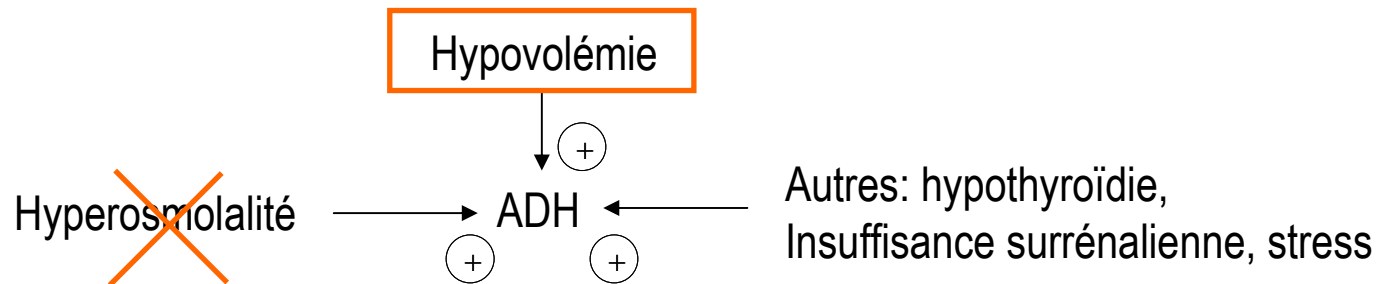 Hypovolémie
+
Hyperosmolalité
ADH
Autres: hypothyroïdie,
Insuffisance surrénalienne, stress
+
+